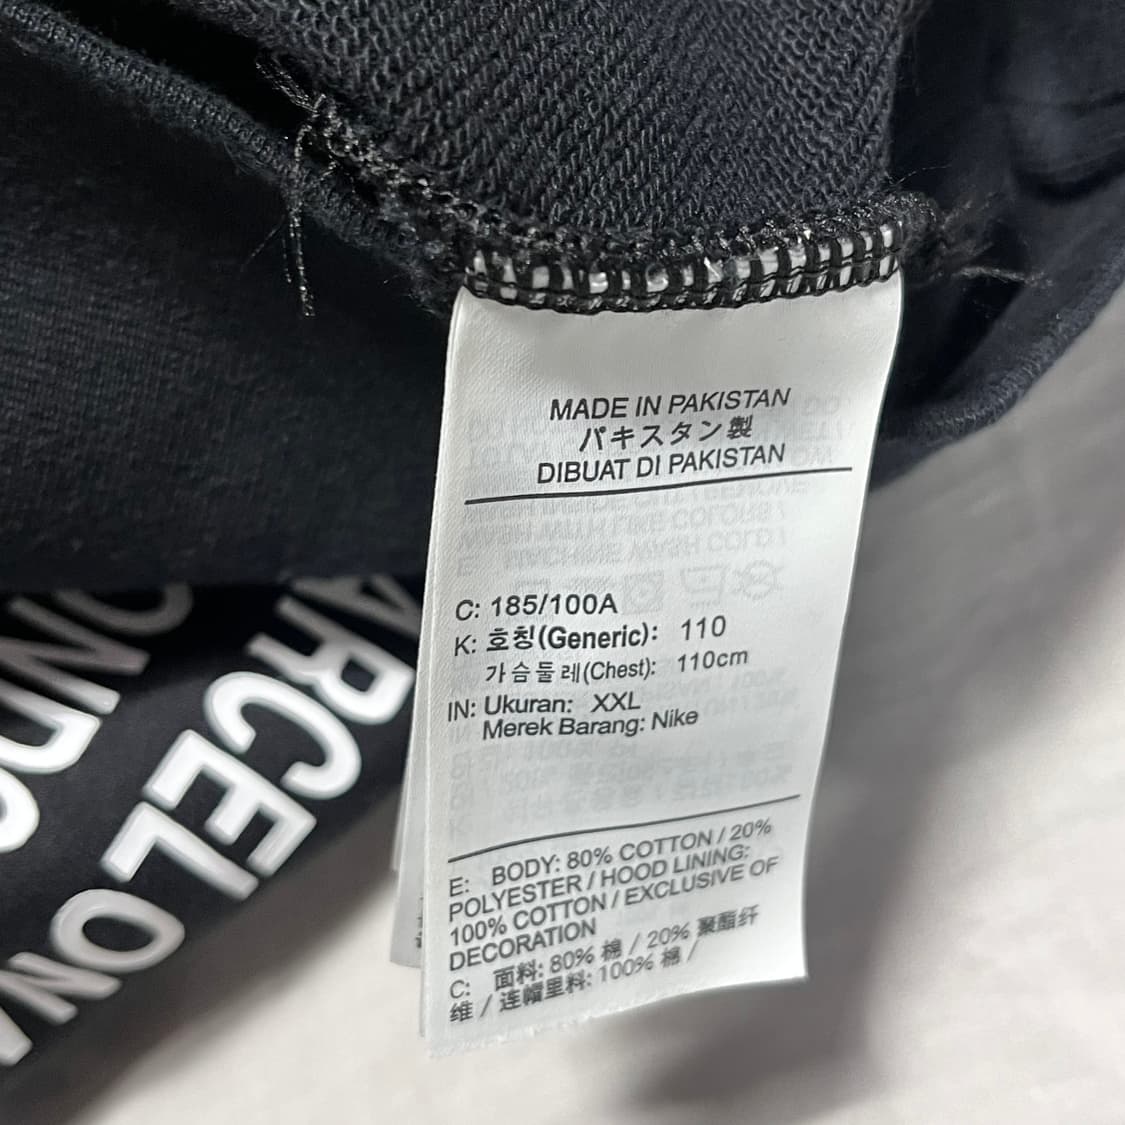 MADE IN PAKISTAN
パキスタン製
DIBUAT DI PAKISTAN
C: 185/100A
K: 호칭(Generic): 110
가슴둘레(Chest): 110cm
IN: Ukuran: XXL
Merek Barang: Nike
E: BODY: 80% COTTON / 20%
POLYESTER / HOOD LINING:
100% COTTON / EXCLUSIVE OF
DECORATION
C: 面料: 80% 棉 / 20% 聚酯纤
维 / 连帽里料: 100% 棉 /
ARCELONA
OND